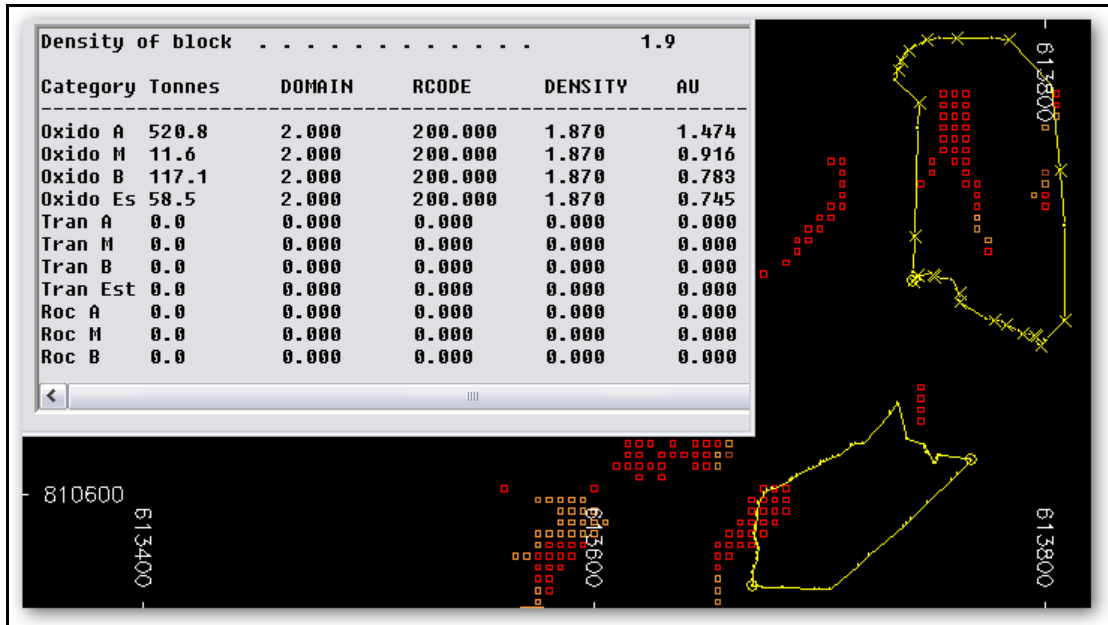 Density of block . . . . . . . . . . . . 1.9
Category Tonnes DOMAIN RCODE DENSITY AU
Oxido A 520.8 2.000 200.000 1.870 1.474
Oxido M 11.6 2.000 200.000 1.870 0.916
Oxido B 117.1 2.000 200.000 1.870 0.783
Oxido Es 58.5 2.000 200.000 1.870 0.745
Tran A 0.0 0.000 0.000 0.000 0.000
Tran M 0.0 0.000 0.000 0.000 0.000
Tran B 0.0 0.000 0.000 0.000 0.000
Tran Est 0.0 0.000 0.000 0.000 0.000
Roc A 0.0 0.000 0.000 0.000 0.000
Roc M 0.0 0.000 0.000 0.000 0.000
Roc B 0.0 0.000 0.000 0.000 0.000
613800
810600
613400
613600
613800